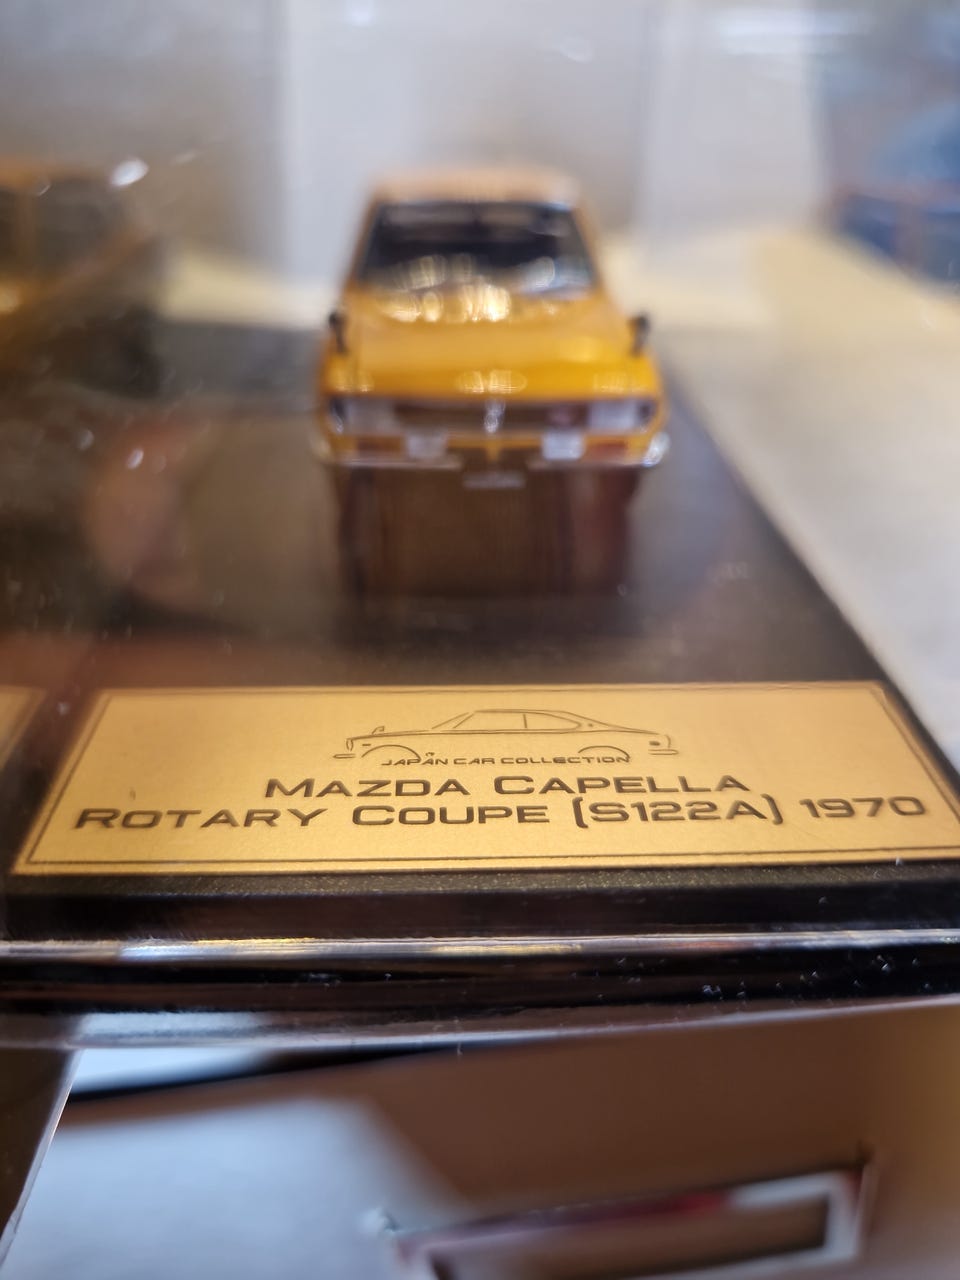 JAPAN CAR COLLECTION
MAZDA CAPELLA
ROTARY COUPE (S122A) 1970